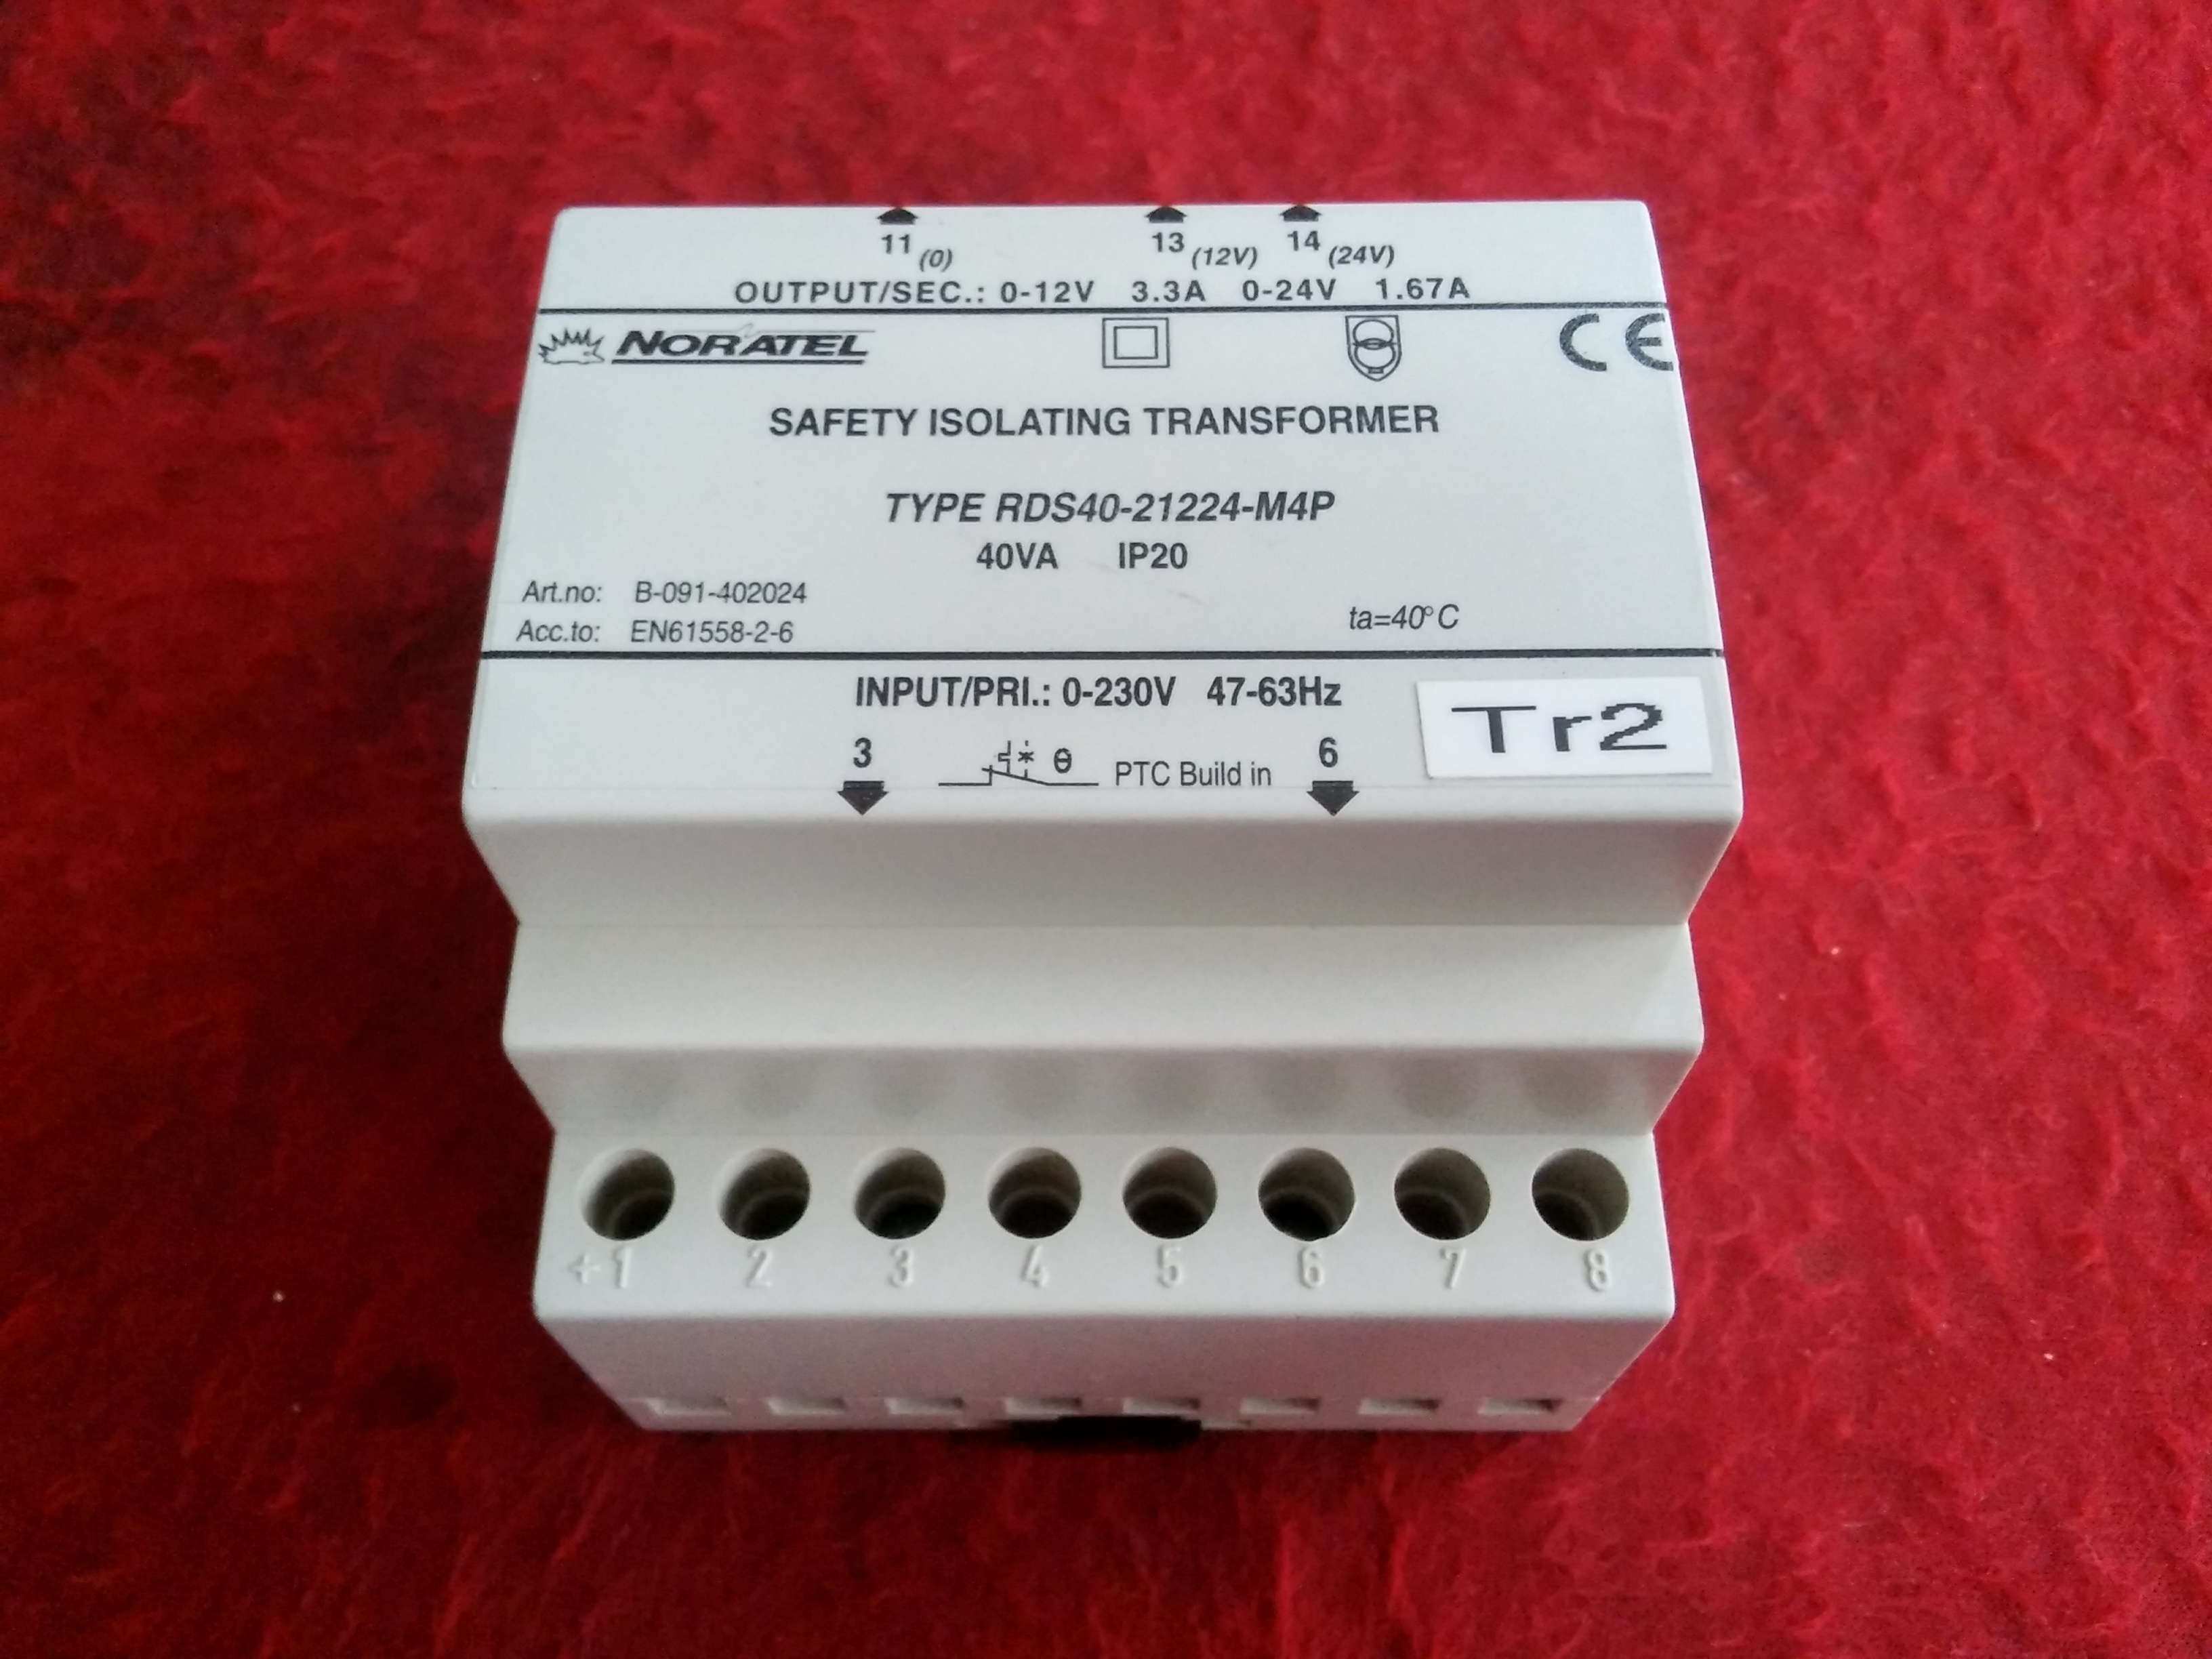 11 (0) 13 (12V) 14 (24V)
OUTPUT/SEC.: 0-12V 3.3A 0-24V 1.67A
NORATEL CE
SAFETY ISOLATING TRANSFORMER
TYPE RDS40-21224-M4P
40VA IP20
Art.no: B-091-402024
Acc.to: EN61558-2-6 ta=40°C
INPUT/PRI.: 0-230V 47-63Hz
Tr2
3 θ PTC Build in 6
+1 2 3 4 5 6 7 8